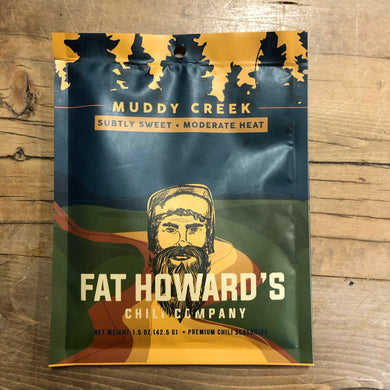 MUDDY CREEK
SUBTLY SWEET • MODERATE HEAT
FAT HOWARD'S
CHILI COMPANY
NET WEIGHT 1.5 OZ (42.5 G) • PREMIUM CHILI SEASONING